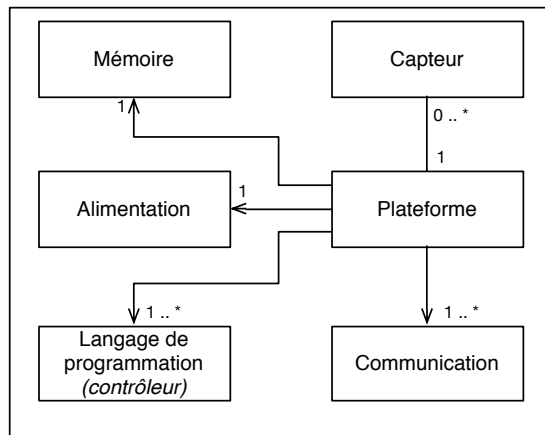 Mémoire
Capteur
1
0 .. *
1
Alimentation
1
Plateforme
1 .. *
1 .. *
Langage de
programmation
(contrôleur)
Communication